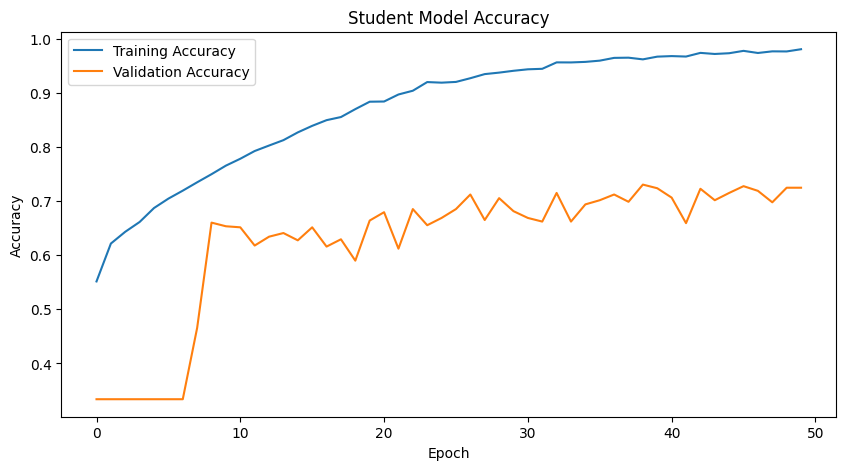 Student Model Accuracy
Training Accuracy
Validation Accuracy
1.0
0.9
0.8
0.7
0.6
0.5
0.4
Accuracy
0 10 20 30 40 50
Epoch